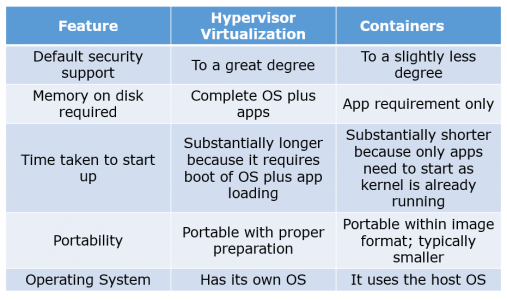 Feature
Hypervisor
Virtualization
Containers
Default security
support
To a great degree
To a slightly less
degree
Memory on disk
required
Complete OS plus
apps
App requirement only
Time taken to start
up
Substantially longer
because it requires
boot of OS plus app
loading
Substantially shorter
because only apps
need to start as
kernel is already
running
Portability
Portable with proper
preparation
Portable within image
format; typically
smaller
Operating System
Has its own OS
It uses the host OS